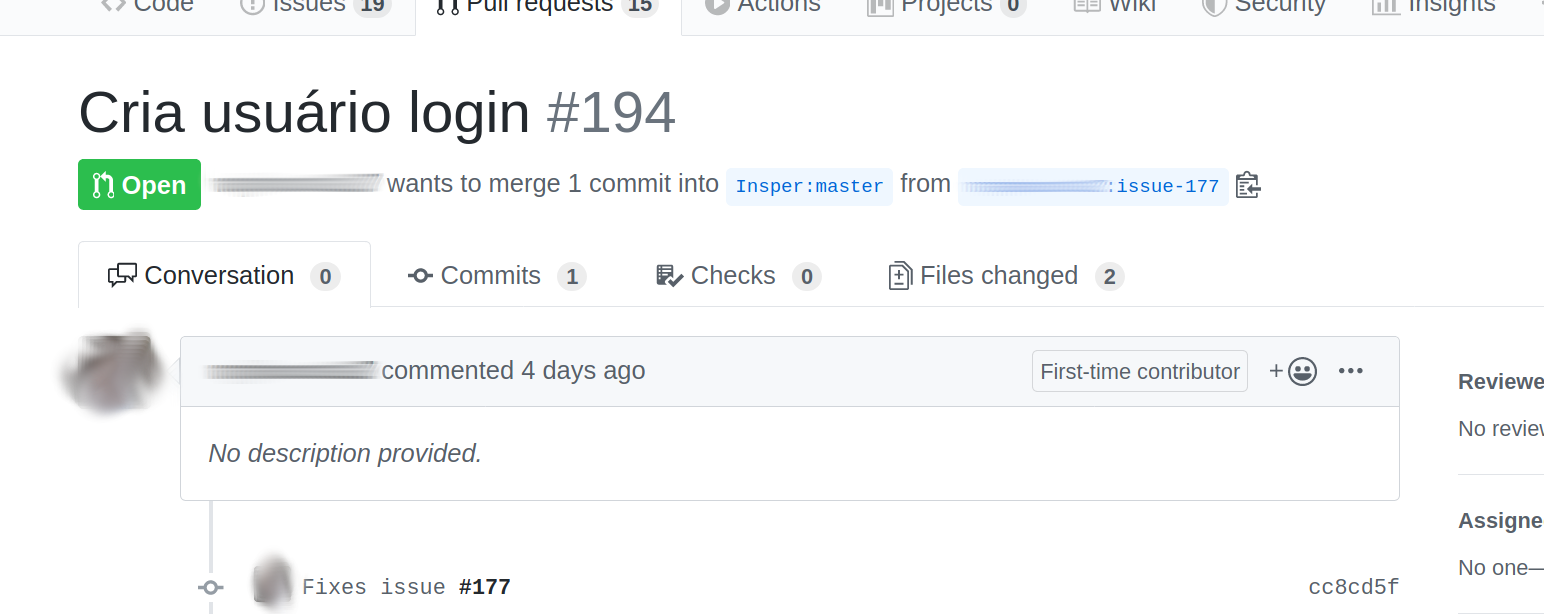 Code Issues 19 Pull requests 15 Actions Projects 0 Wiki Security Insights
Cria usuário login #194
Open wants to merge 1 commit into Insper:master from :issue-177
Conversation 0 Commits 1 Checks 0 Files changed 2
commented 4 days ago First-time contributor
Reviewe
No description provided.
No review
Assigne
No one—
Fixes issue #177 cc8cd5f